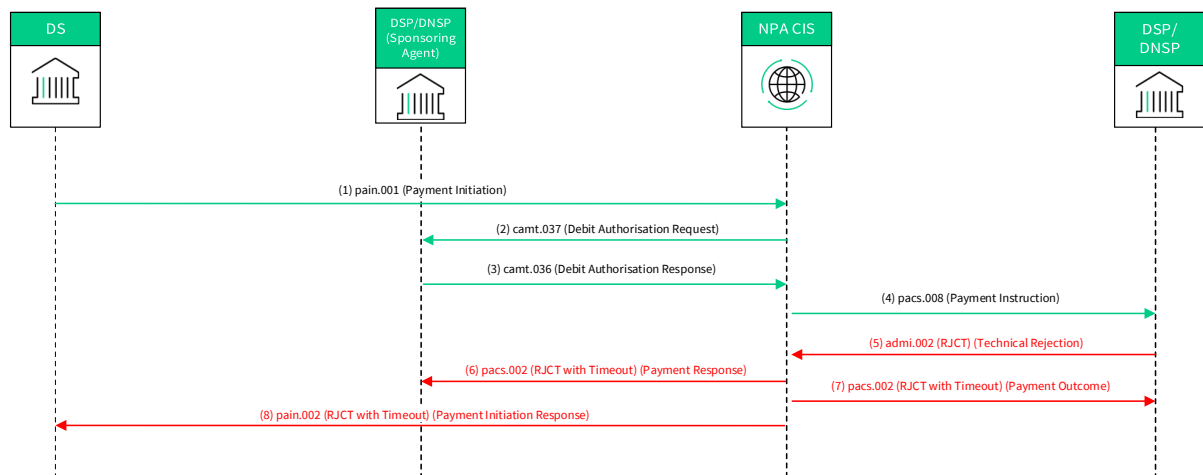 DS
DSP/DNSP
(Sponsoring
Agent)
NPA CIS
DSP/
DNSP
(1) pain.001 (Payment Initiation)
(2) camt.037 (Debit Authorisation Request)
(3) camt.036 (Debit Authorisation Response)
(4) pacs.008 (Payment Instruction)
(5) admi.002 (RJCT) (Technical Rejection)
(6) pacs.002 (RJCT with Timeout) (Payment Response)
(7) pacs.002 (RJCT with Timeout) (Payment Outcome)
(8) pain.002 (RJCT with Timeout) (Payment Initiation Response)